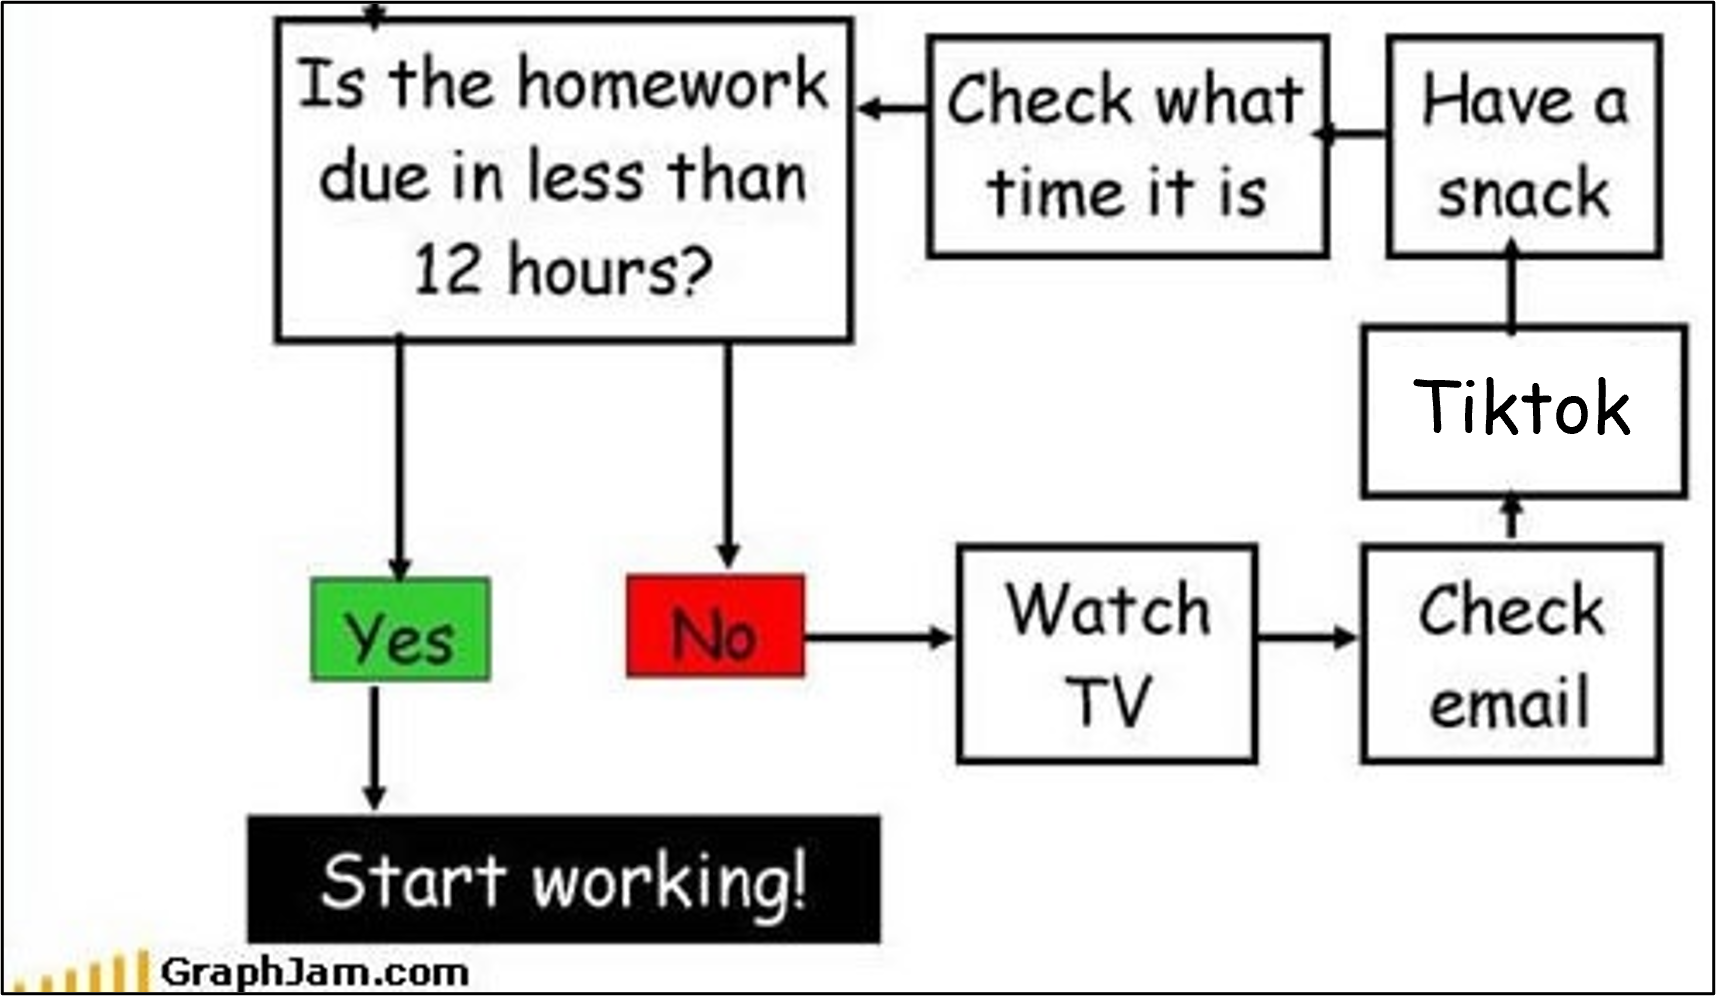 Is the homework
due in less than
12 hours?
Check what
time it is
Have a
snack
Tiktok
Yes
No
Watch
TV
Check
email
Start working!
GraphJam.com